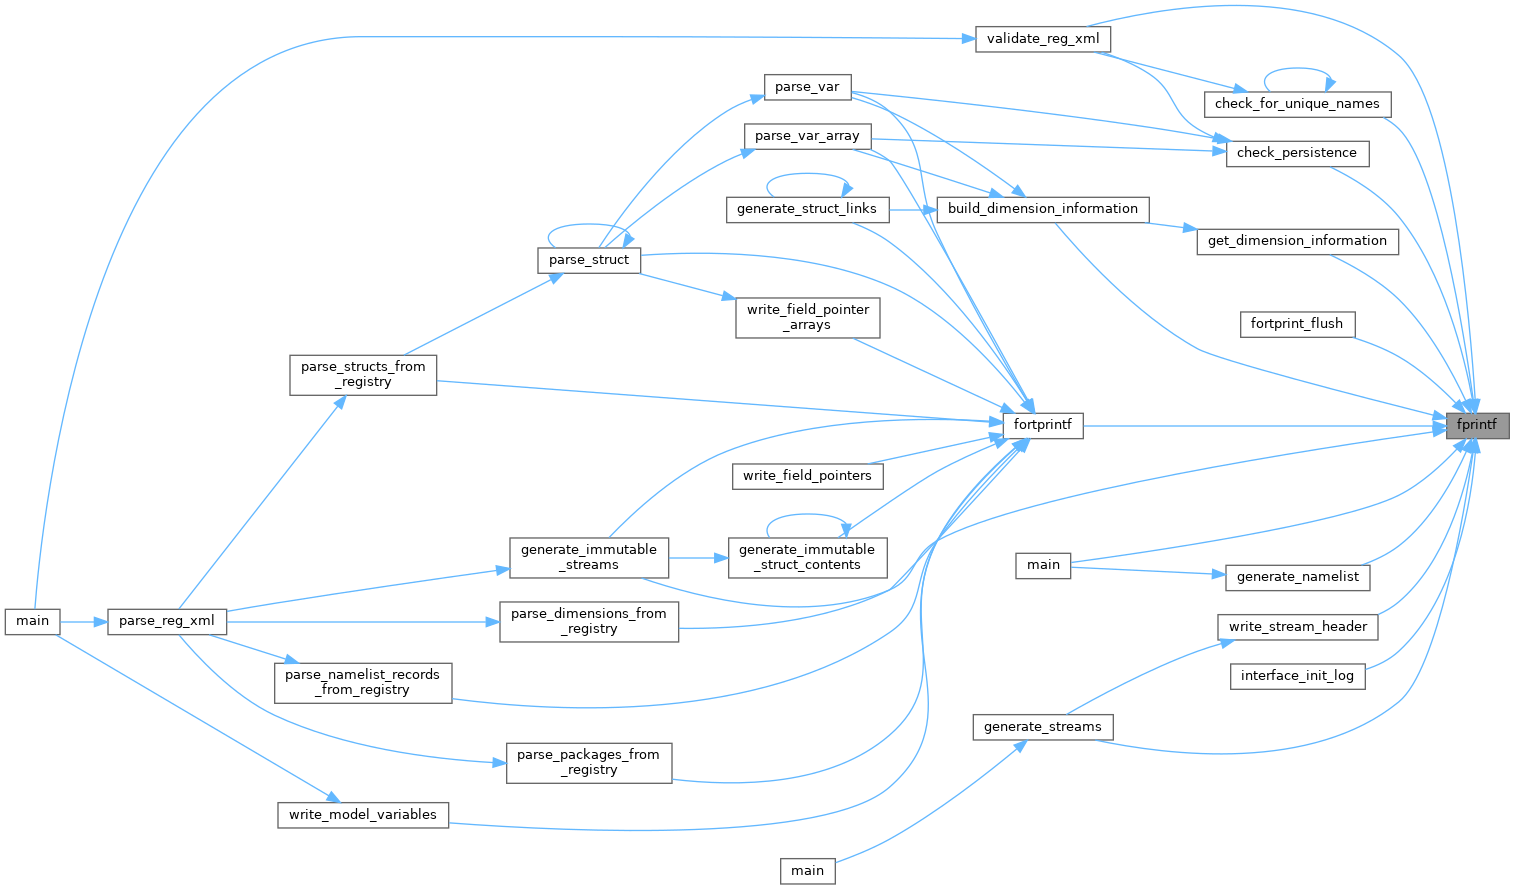 validate_reg_xml
parse_var
check_for_unique_names
parse_var_array
check_persistence
generate_struct_links
build_dimension_information
get_dimension_information
parse_struct
write_field_pointer
_arrays
fortprint_flush
parse_structs_from
_registry
fortprintf
fprintf
write_field_pointers
generate_immutable
_streams
generate_immutable
_struct_contents
main
generate_namelist
main
parse_reg_xml
parse_dimensions_from
_registry
write_stream_header
parse_namelist_records
_from_registry
interface_init_log
generate_streams
parse_packages_from
_registry
write_model_variables
main